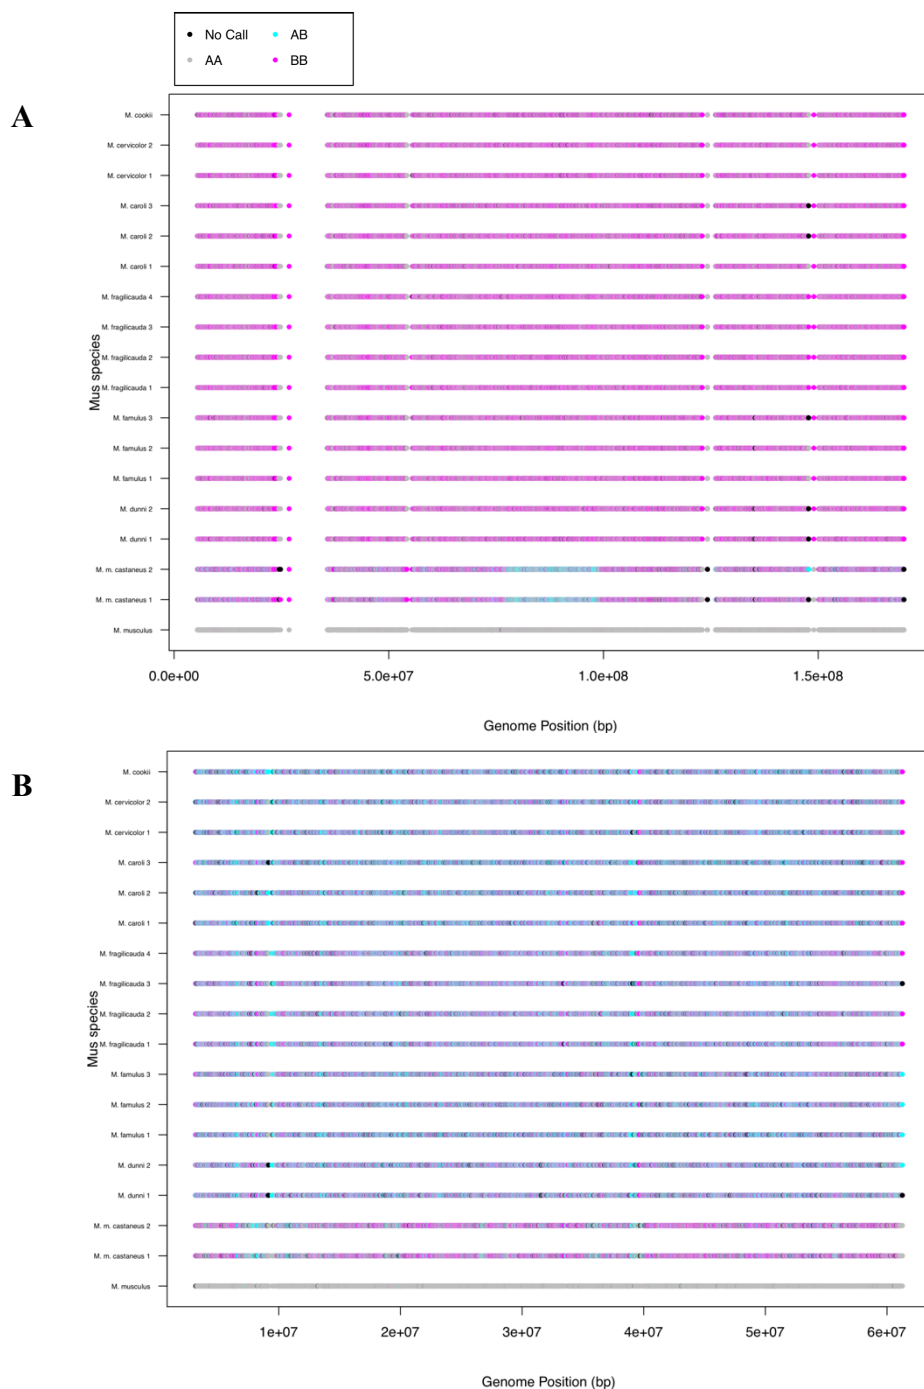 No Call AB
AA BB
A
M. cookii
M. cervicolor 2
M. cervicolor 1
M. caroli 3
M. caroli 2
M. caroli 1
M. fragilicauda 4
M. fragilicauda 3
M. fragilicauda 2
M. fragilicauda 1
M. famulus 3
M. famulus 2
M. famulus 1
M. dunni 2
M. dunni 1
M. m. castaneus 2
M. m. castaneus 1
M. musculus
Mus species
0.0e+00 5.0e+07 1.0e+08 1.5e+08
Genome Position (bp)
B
M. cookii
M. cervicolor 2
M. cervicolor 1
M. caroli 3
M. caroli 2
M. caroli 1
M. fragilicauda 4
M. fragilicauda 3
M. fragilicauda 2
M. fragilicauda 1
M. famulus 3
M. famulus 2
M. famulus 1
M. dunni 2
M. dunni 1
M. m. castaneus 2
M. m. castaneus 1
M. musculus
Mus species
1e+07 2e+07 3e+07 4e+07 5e+07 6e+07
Genome Position (bp)